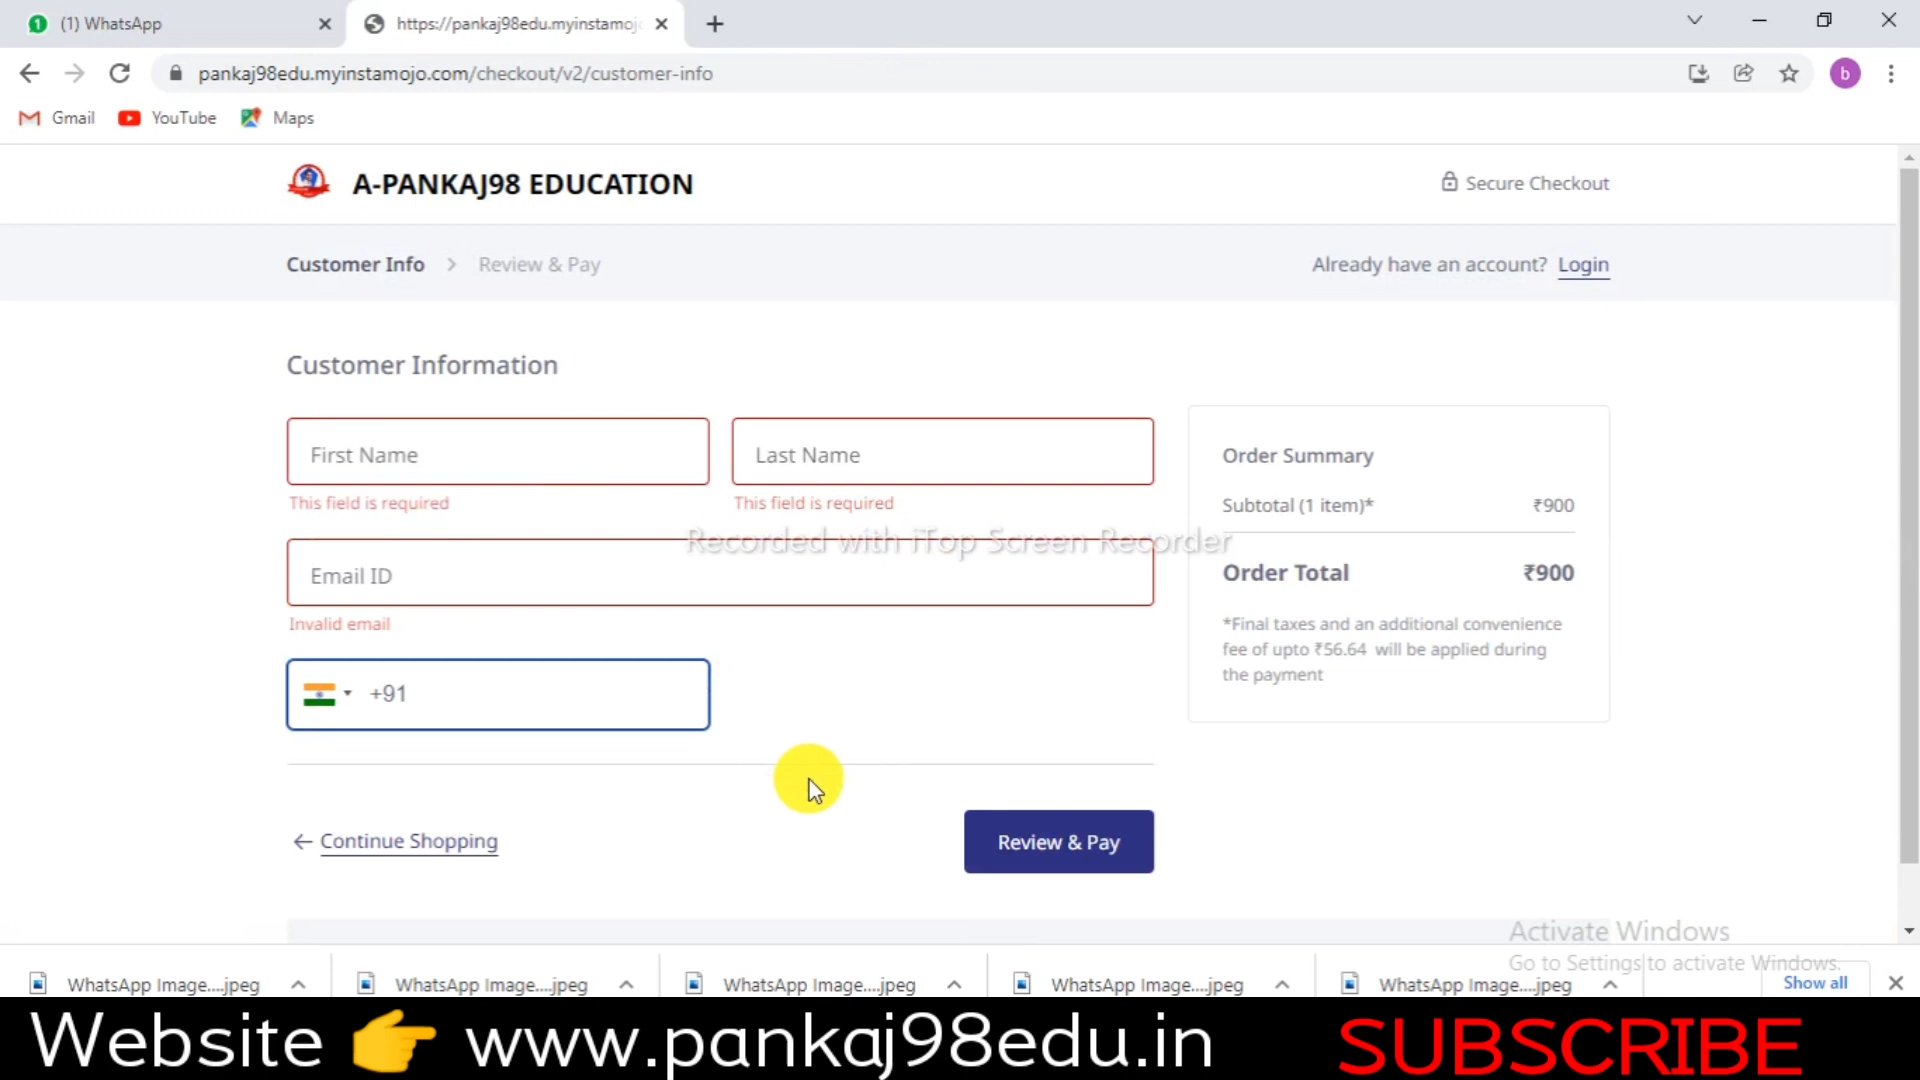 (1) WhatsApp
https://pankaj98edu.myinstamojo
pankaj98edu.myinstamojo.com/checkout/v2/customer-info
b
Gmail
YouTube
Maps
A-PANKAJ98 EDUCATION
Secure Checkout
Customer Info > Review & Pay
Already have an account? Login
Customer Information
First Name
Last Name
This field is required
This field is required
Recorded with iTop Screen Recorder
Email ID
Invalid email
+91
Order Summary
Subtotal (1 item)* ₹900
Order Total ₹900
*Final taxes and an additional convenience
fee of upto ₹56.64 will be applied during
the payment
← Continue Shopping
Review & Pay
Activate Windows
Go to Settings to activate Windows.
WhatsApp Image....jpeg
WhatsApp Image....jpeg
WhatsApp Image....jpeg
WhatsApp Image....jpeg
WhatsApp Image....jpeg
Show all
Website 👉 www.pankaj98edu.in
SUBSCRIBE